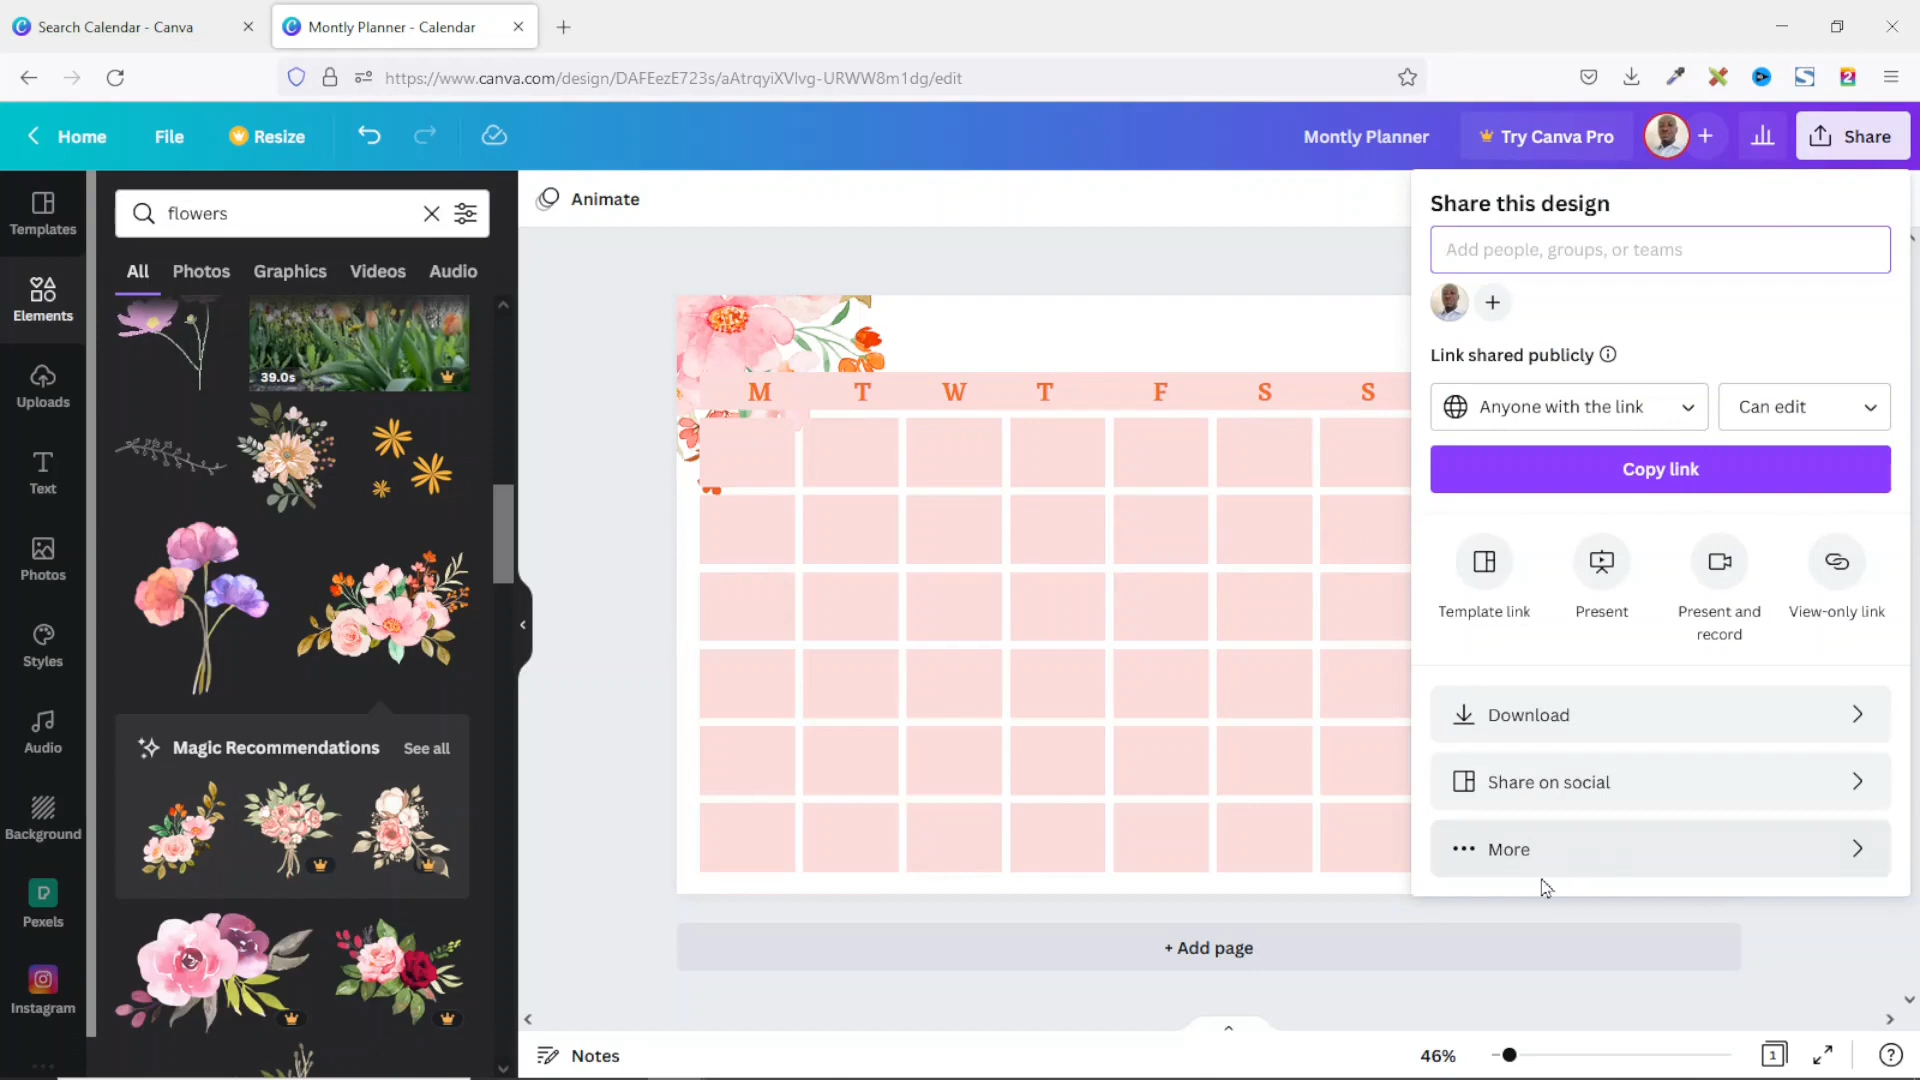 Search Calendar - Canva
Montly Planner - Calendar
https://www.canva.com/design/DAFEezE723s/aAtrqyiXVlvg-URWW8m1dg/edit
2
Home
File
Resize
Montly Planner
Try Canva Pro
Share
Templates
Elements
Uploads
Text
Photos
Styles
Audio
Background
Pexels
Instagram
flowers
All
Photos
Graphics
Videos
Audio
39.0s
Magic Recommendations
See all
Animate
M T W T F S S
+ Add page
Share this design
Add people, groups, or teams
Link shared publicly
Anyone with the link
Can edit
Copy link
Template link
Present
Present and record
View-only link
Download
Share on social
More
Notes
46%
1